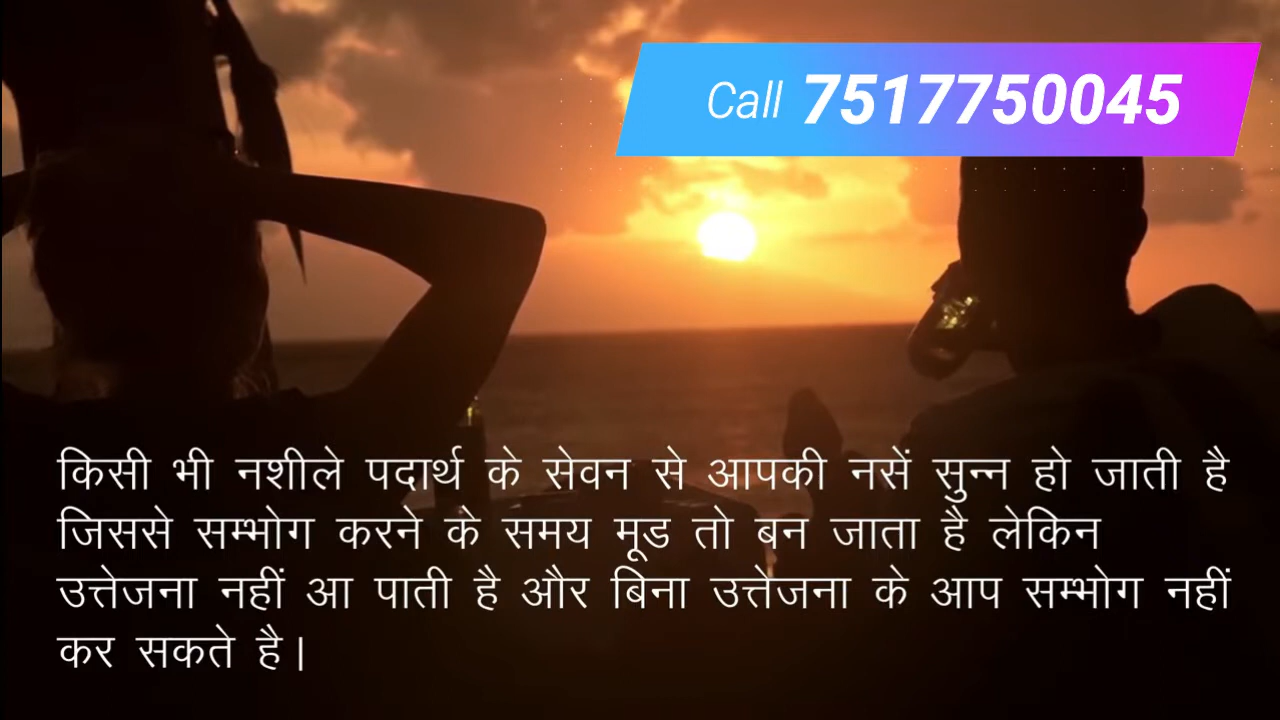 Call 7517750045
किसी भी नशीले पदार्थ के सेवन से आपकी नसें सुन्न हो जाती है
जिससे सम्भोग करने के समय मूड तो बन जाता है लेकिन
उत्तेजना नहीं आ पाती है और बिना उत्तेजना के आप सम्भोग नहीं
कर सकते है।